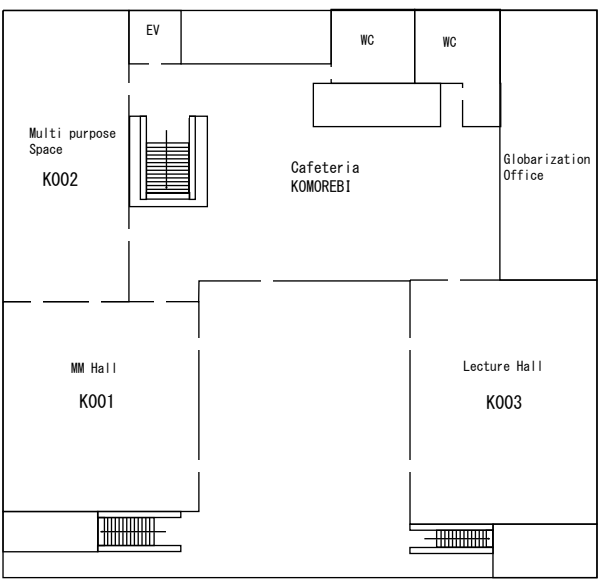 EV
WC
WC
Multi purpose
Space
K002
Cafeteria
KOMOREBI
Globarization
Office
MM Hall
K001
Lecture Hall
K003